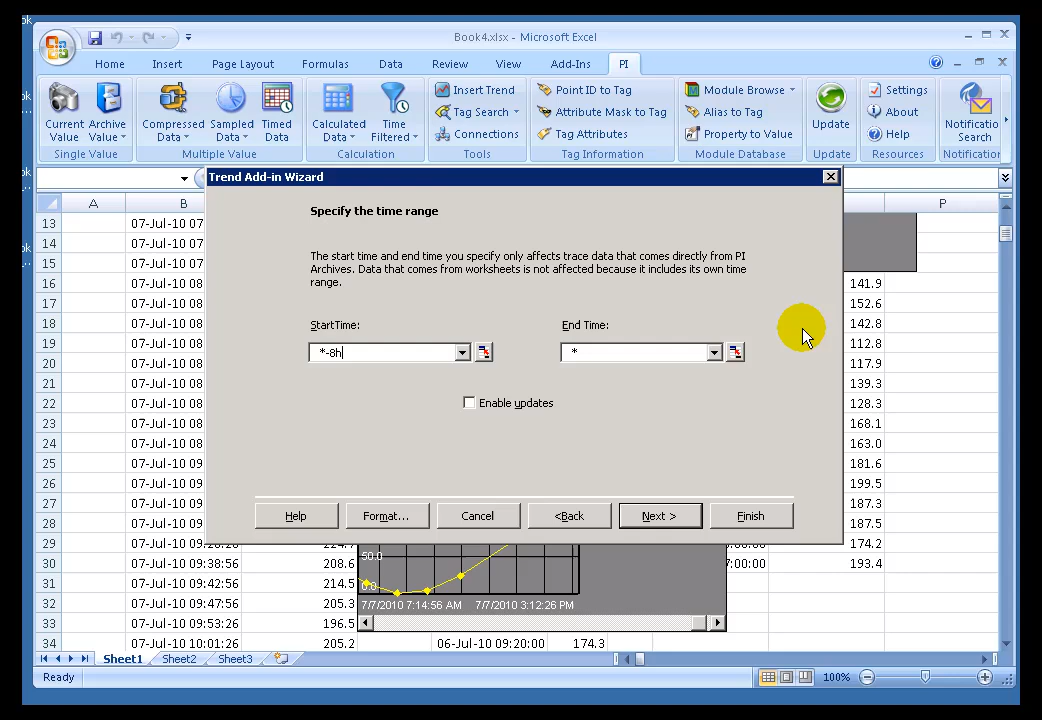 ok
Book4.xlsx - Microsoft Excel
Home Insert Page Layout Formulas Data Review View Add-Ins PI
Current Value
Archive Value
Single Value
Compressed Data
Sampled Data
Timed Data
Multiple Value
Calculated Data
Time Filtered
Calculation
Insert Trend
Tag Search
Connections
Tools
Point ID to Tag
Attribute Mask to Tag
Tag Attributes
Tag Information
Module Browse
Alias to Tag
Property to Value
Module Database
Update
Update
Settings
About
Help
Resources
Notificatio
Search
Notification
Trend Add-in Wizard
A B P
13 07-Jul-10 07
14 07-Jul-10 07
15 07-Jul-10 07
16 07-Jul-10 08 141.9
17 07-Jul-10 08 152.6
18 07-Jul-10 08 142.8
19 07-Jul-10 08 112.8
20 07-Jul-10 08 117.9
21 07-Jul-10 08 139.3
22 07-Jul-10 08 128.3
23 07-Jul-10 08 168.1
24 07-Jul-10 08 163.0
25 07-Jul-10 09 181.6
26 07-Jul-10 09 199.5
27 07-Jul-10 09 187.3
28 07-Jul-10 09 187.5
29 174.2
30 07-Jul-10 09:38:56 208.6 7:00:00 193.4
31 07-Jul-10 09:42:56 214.5
32 07-Jul-10 09:47:56 205.3
33 07-Jul-10 09:53:26 196.5
34 07-Jul-10 10:01:26 205.2 06-Jul-10 09:20:00 174.3
Specify the time range
The start time and end time you specify only affects trace data that comes directly from PI
Archives. Data that comes from worksheets is not affected because it includes its own time
range.
StartTime: End Time:
*-8h *
Enable updates
Help Format... Cancel <Back Next > Finish
50.0
0.0
7/7/2010 7:14:56 AM 7/7/2010 3:12:26 PM
Sheet1 Sheet2 Sheet3
Ready 100%